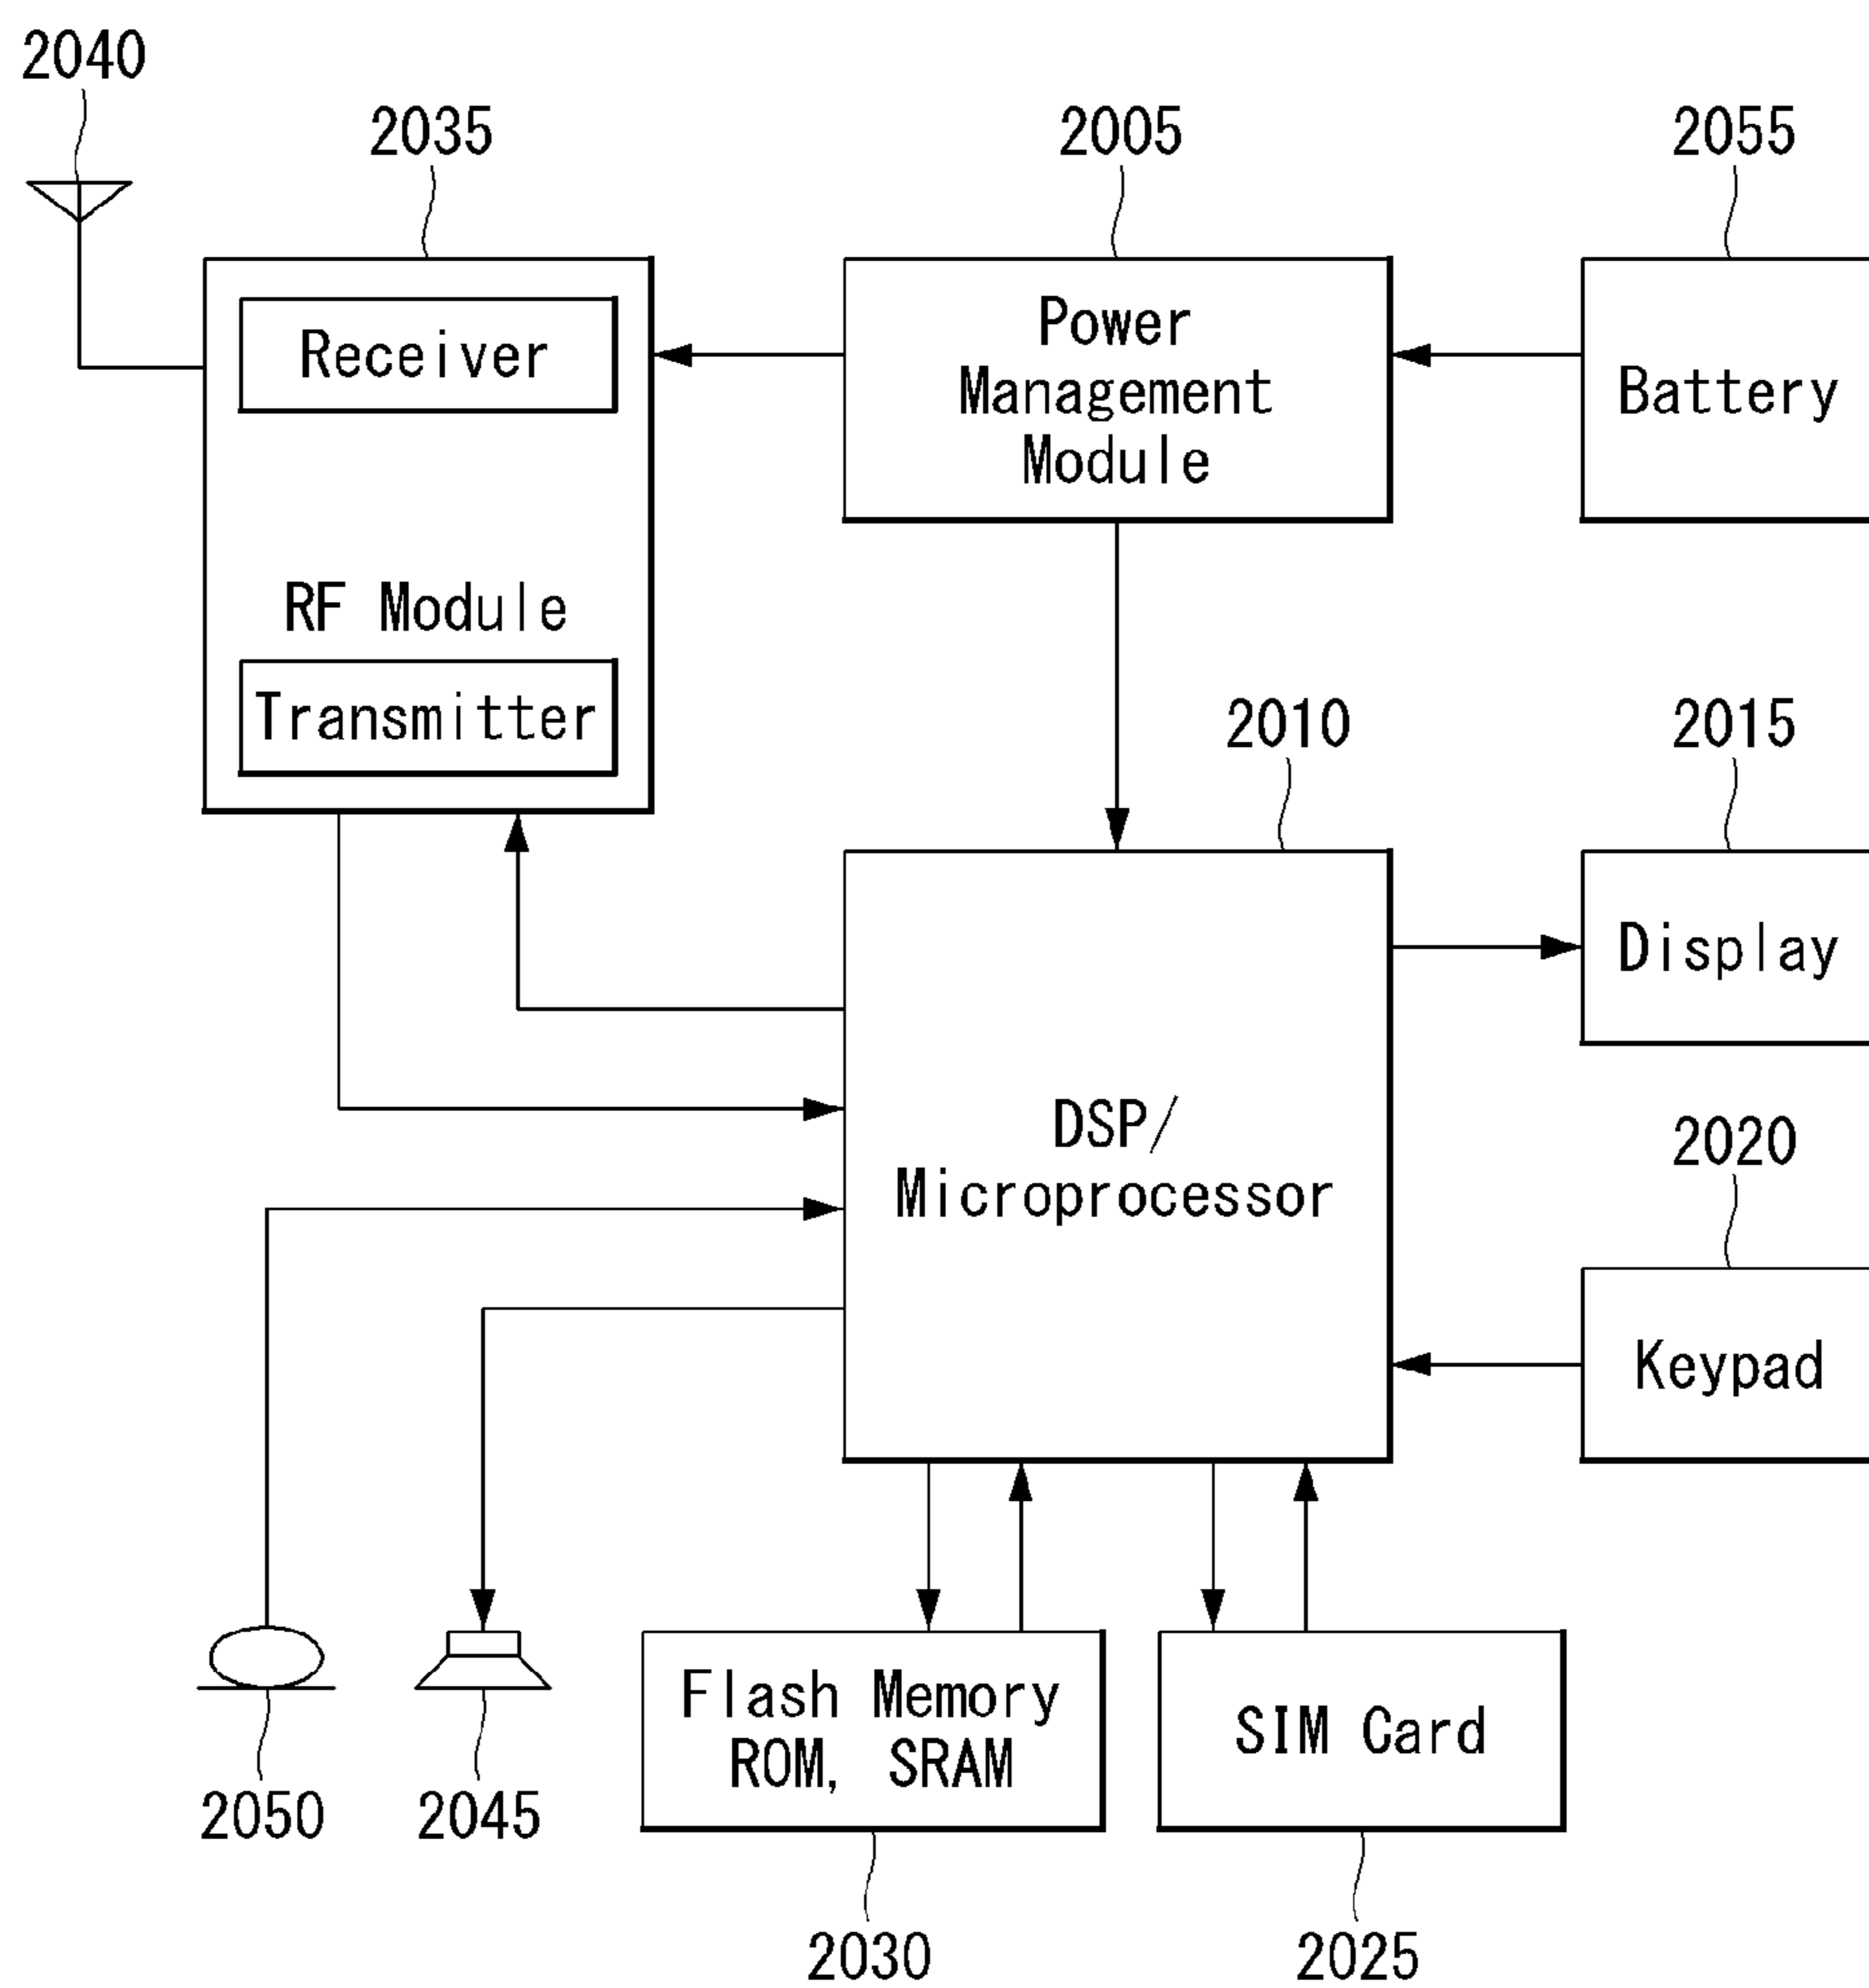 2040
2035
2005
2055
Receiver
Power
Management
Module
Battery
RF Module
Transmitter
2010
2015
Display
DSP/
Microprocessor
2020
Keypad
Flash Memory
ROM, SRAM
SIM Card
2050
2045
2030
2025